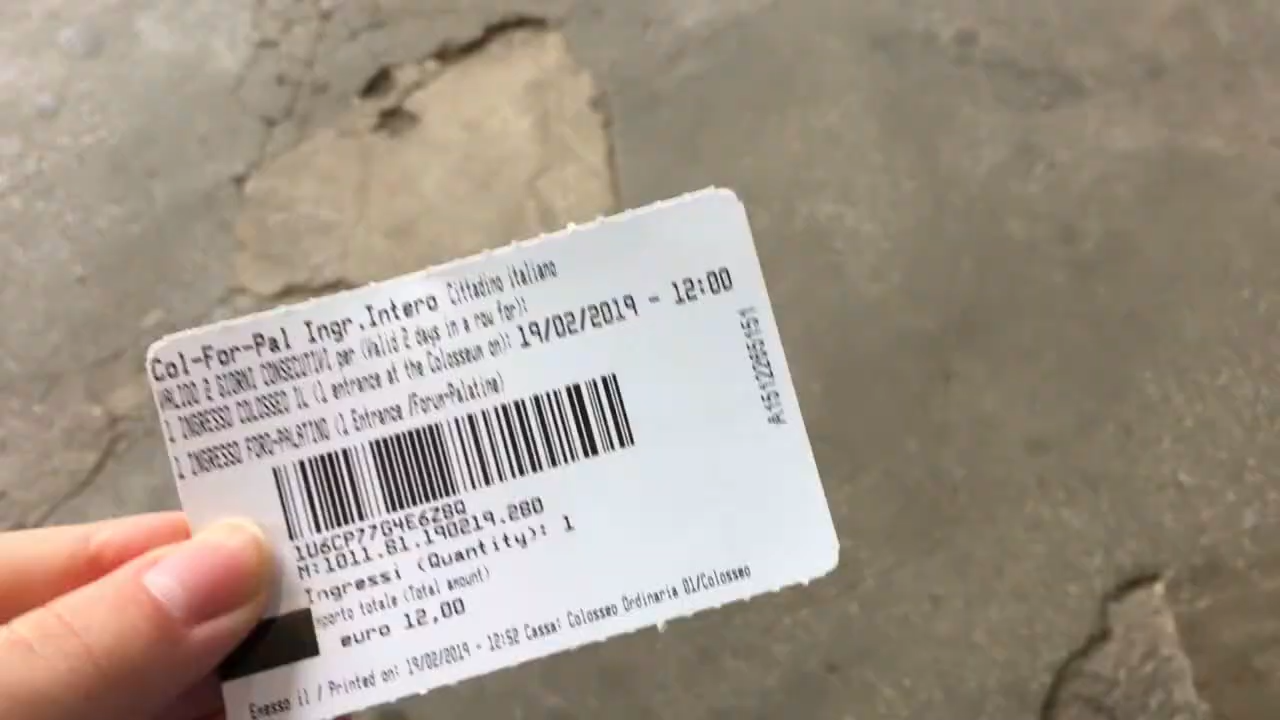 Col-For-Pal Ingr.Intero Cittadino italiano
VALIDO 2 GIORNI CONSECUTIVI per (Valid 2 days in a row for):
1 INGRESSO COLOSSEO IL (1 entrance at the Colosseum on): 19/02/2019 - 12:00
1 INGRESSO FORO-PALATINO (1 Entrance /Forum-Palatine)
1U6CP77G4E6Z8Q
N:1011.81.190219.280
Ingressi (Quantity): 1
mporto totale (Total amount)
euro 12,00
Emesso il / Printed on: 19/02/2019 - 12:52 Cassa: Colosseo Ordinaria 01/Colosseo